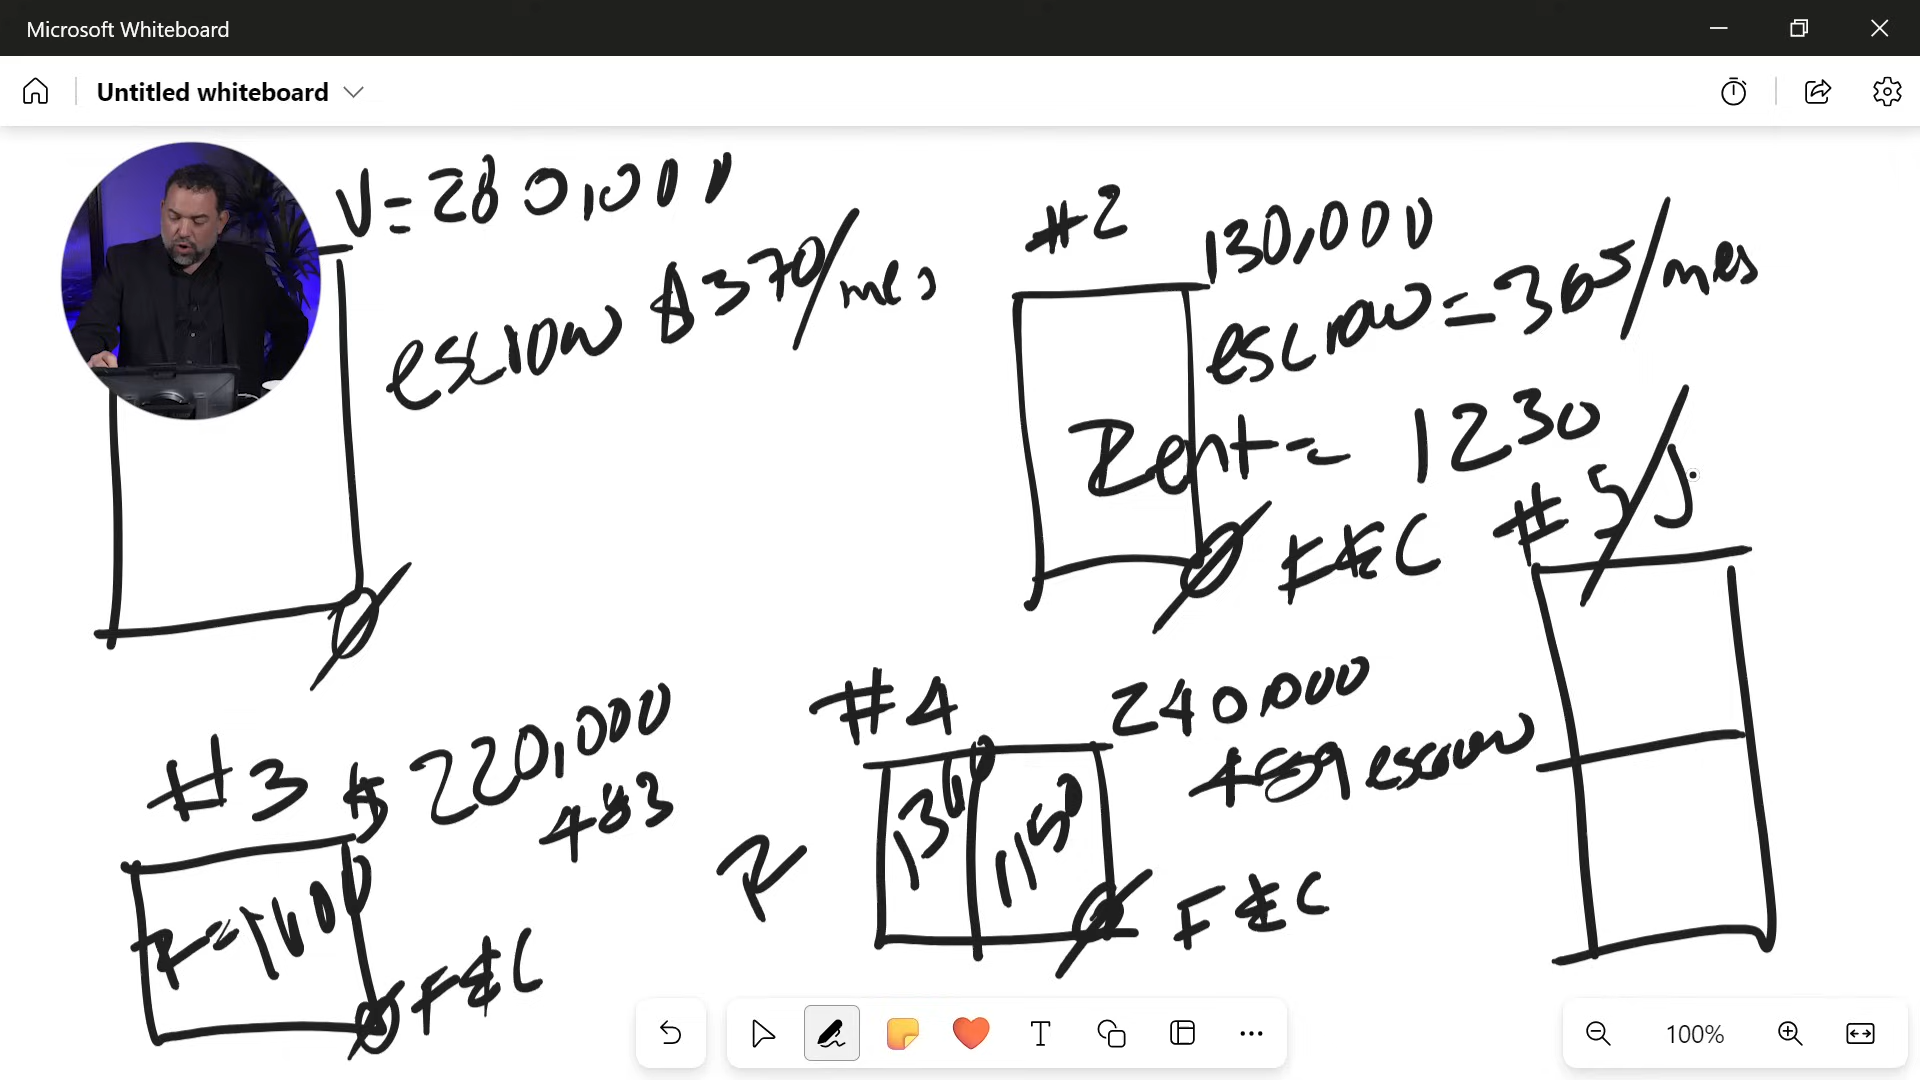 Microsoft Whiteboard
Untitled whiteboard
V=280,000
escrow $370/mes
#2
130,000
escrow=365/mes
Rent= 1230
F&C
#5/
#3 $220,000
483
R=1600
F&C
#4
240,000
489 escrow
R
1300
1150
F&C
T
100%